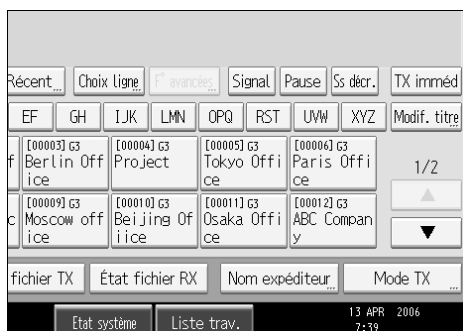 Récent Choix ligne F° avancées Signal Pause Ss décr. TX imméd
EF GH IJK LMN OPQ RST UVW XYZ Modif. titre
[00003] G3 [00004] G3 [00005] G3 [00006] G3
f Berlin Off Project Tokyo Offi Paris Offi 1/2
ice ce ce
[00009] G3 [00010] G3 [00011] G3 [00012] G3
c Moscow off Beijing Of Osaka Offi ABC Compan
ice iice ce y
fichier TX État fichier RX Nom expéditeur Mode TX
Etat système Liste trav. 13 APR 2006
7:39